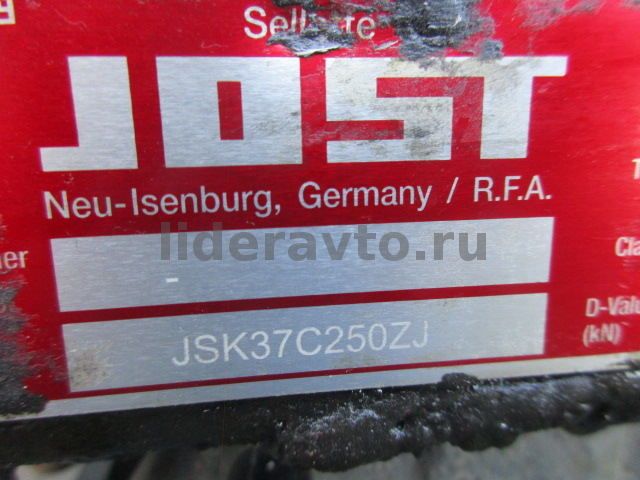 JOST
Neu-Isenburg, Germany / R.F.A.
lideravto.ru
-
JSK37C250ZJ
D-Valu
(kN)